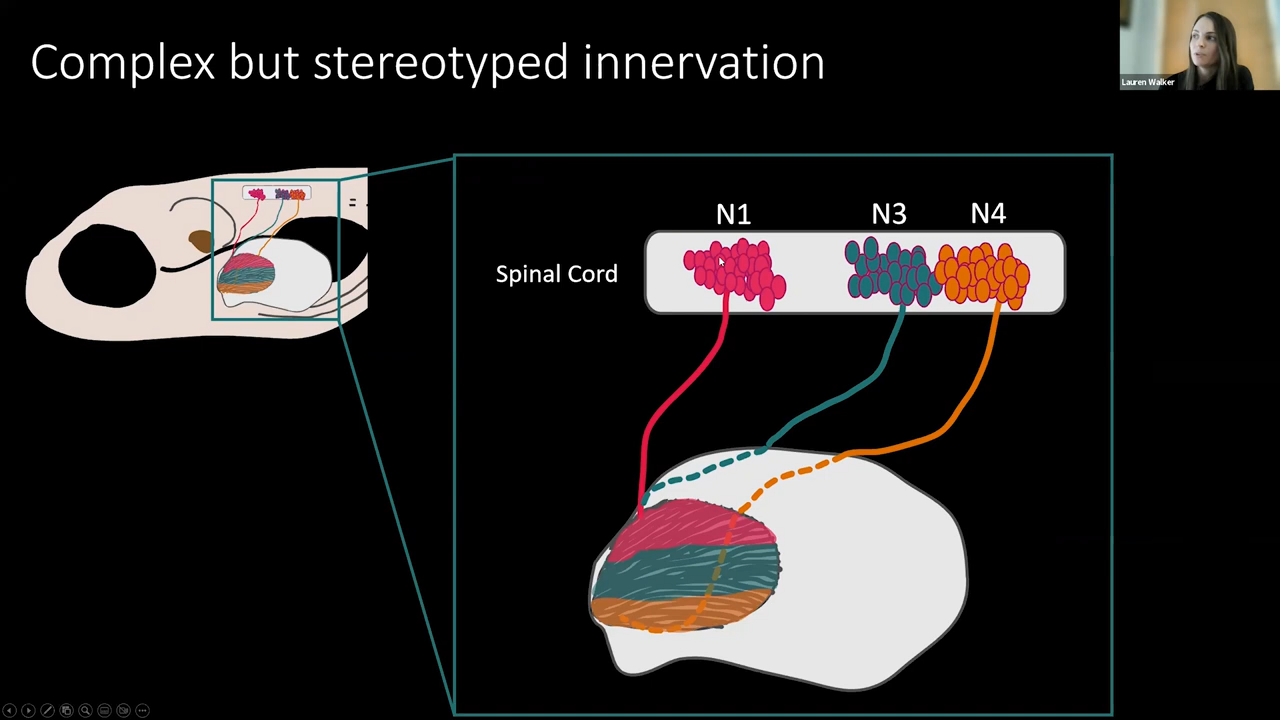 Complex but stereotyped innervation
Lauren Walker
N1 N3 N4
Spinal Cord
=